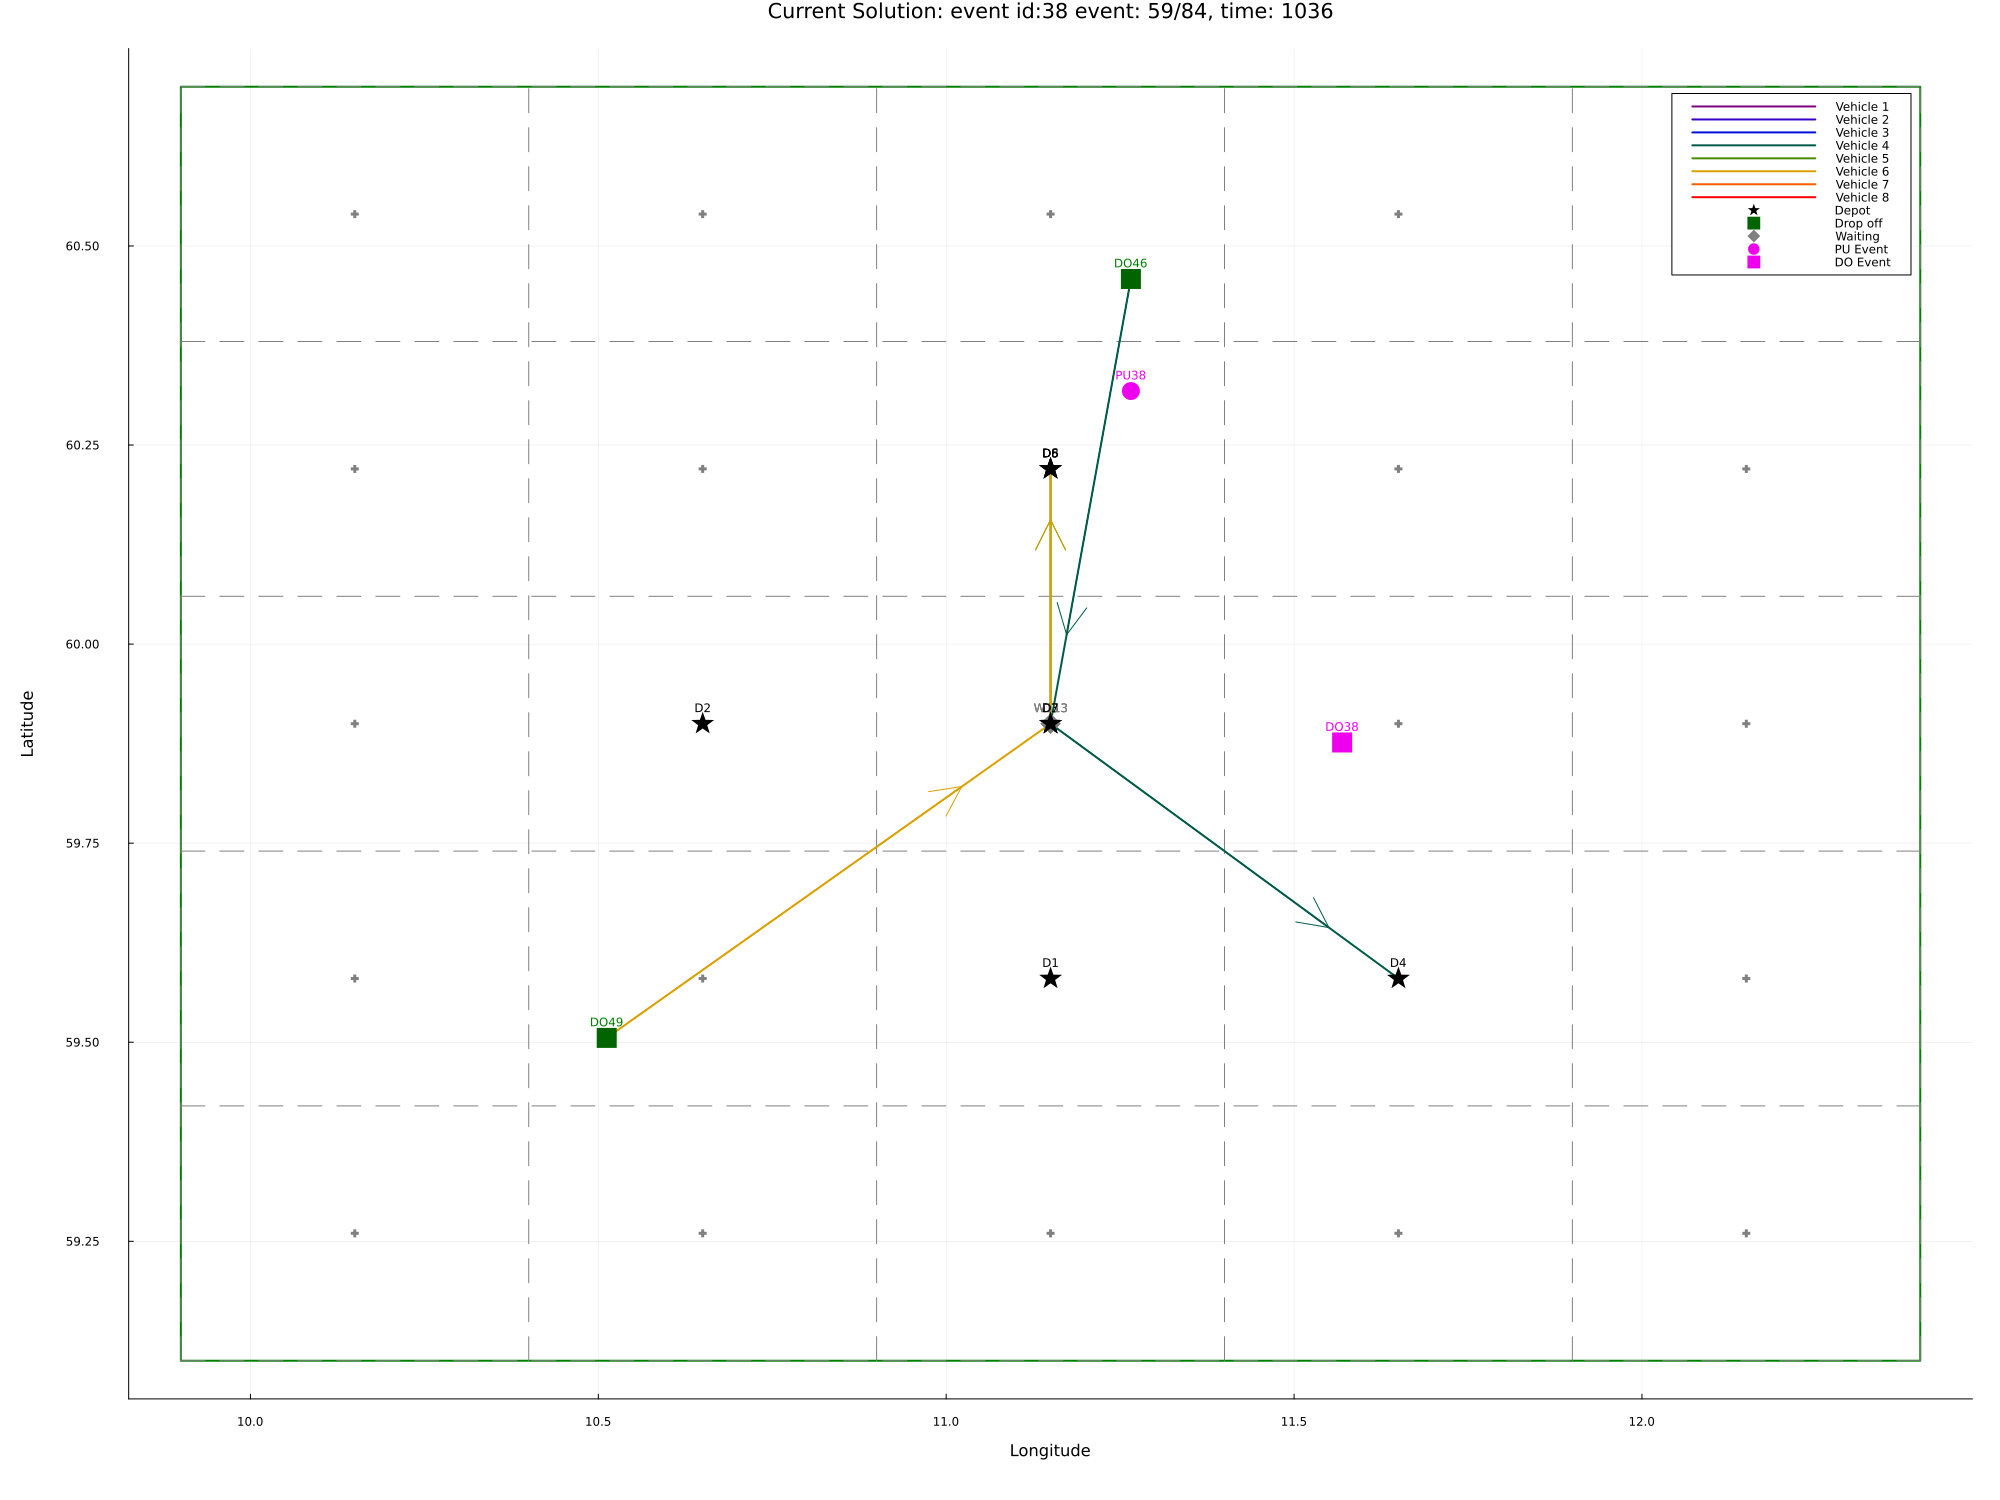 Current Solution: event id:38 event: 59/84, time: 1036
Vehicle 1
Vehicle 2
Vehicle 3
Vehicle 4
Vehicle 5
Vehicle 6
Vehicle 7
Vehicle 8
Depot
Drop off
Waiting
PU Event
DO Event
60.50
DO46
PU38
60.25
60.00
Latitude
D2
DO38
59.75
D1
D4
DO49
59.50
59.25
10.0
10.5
11.0
11.5
12.0
Longitude